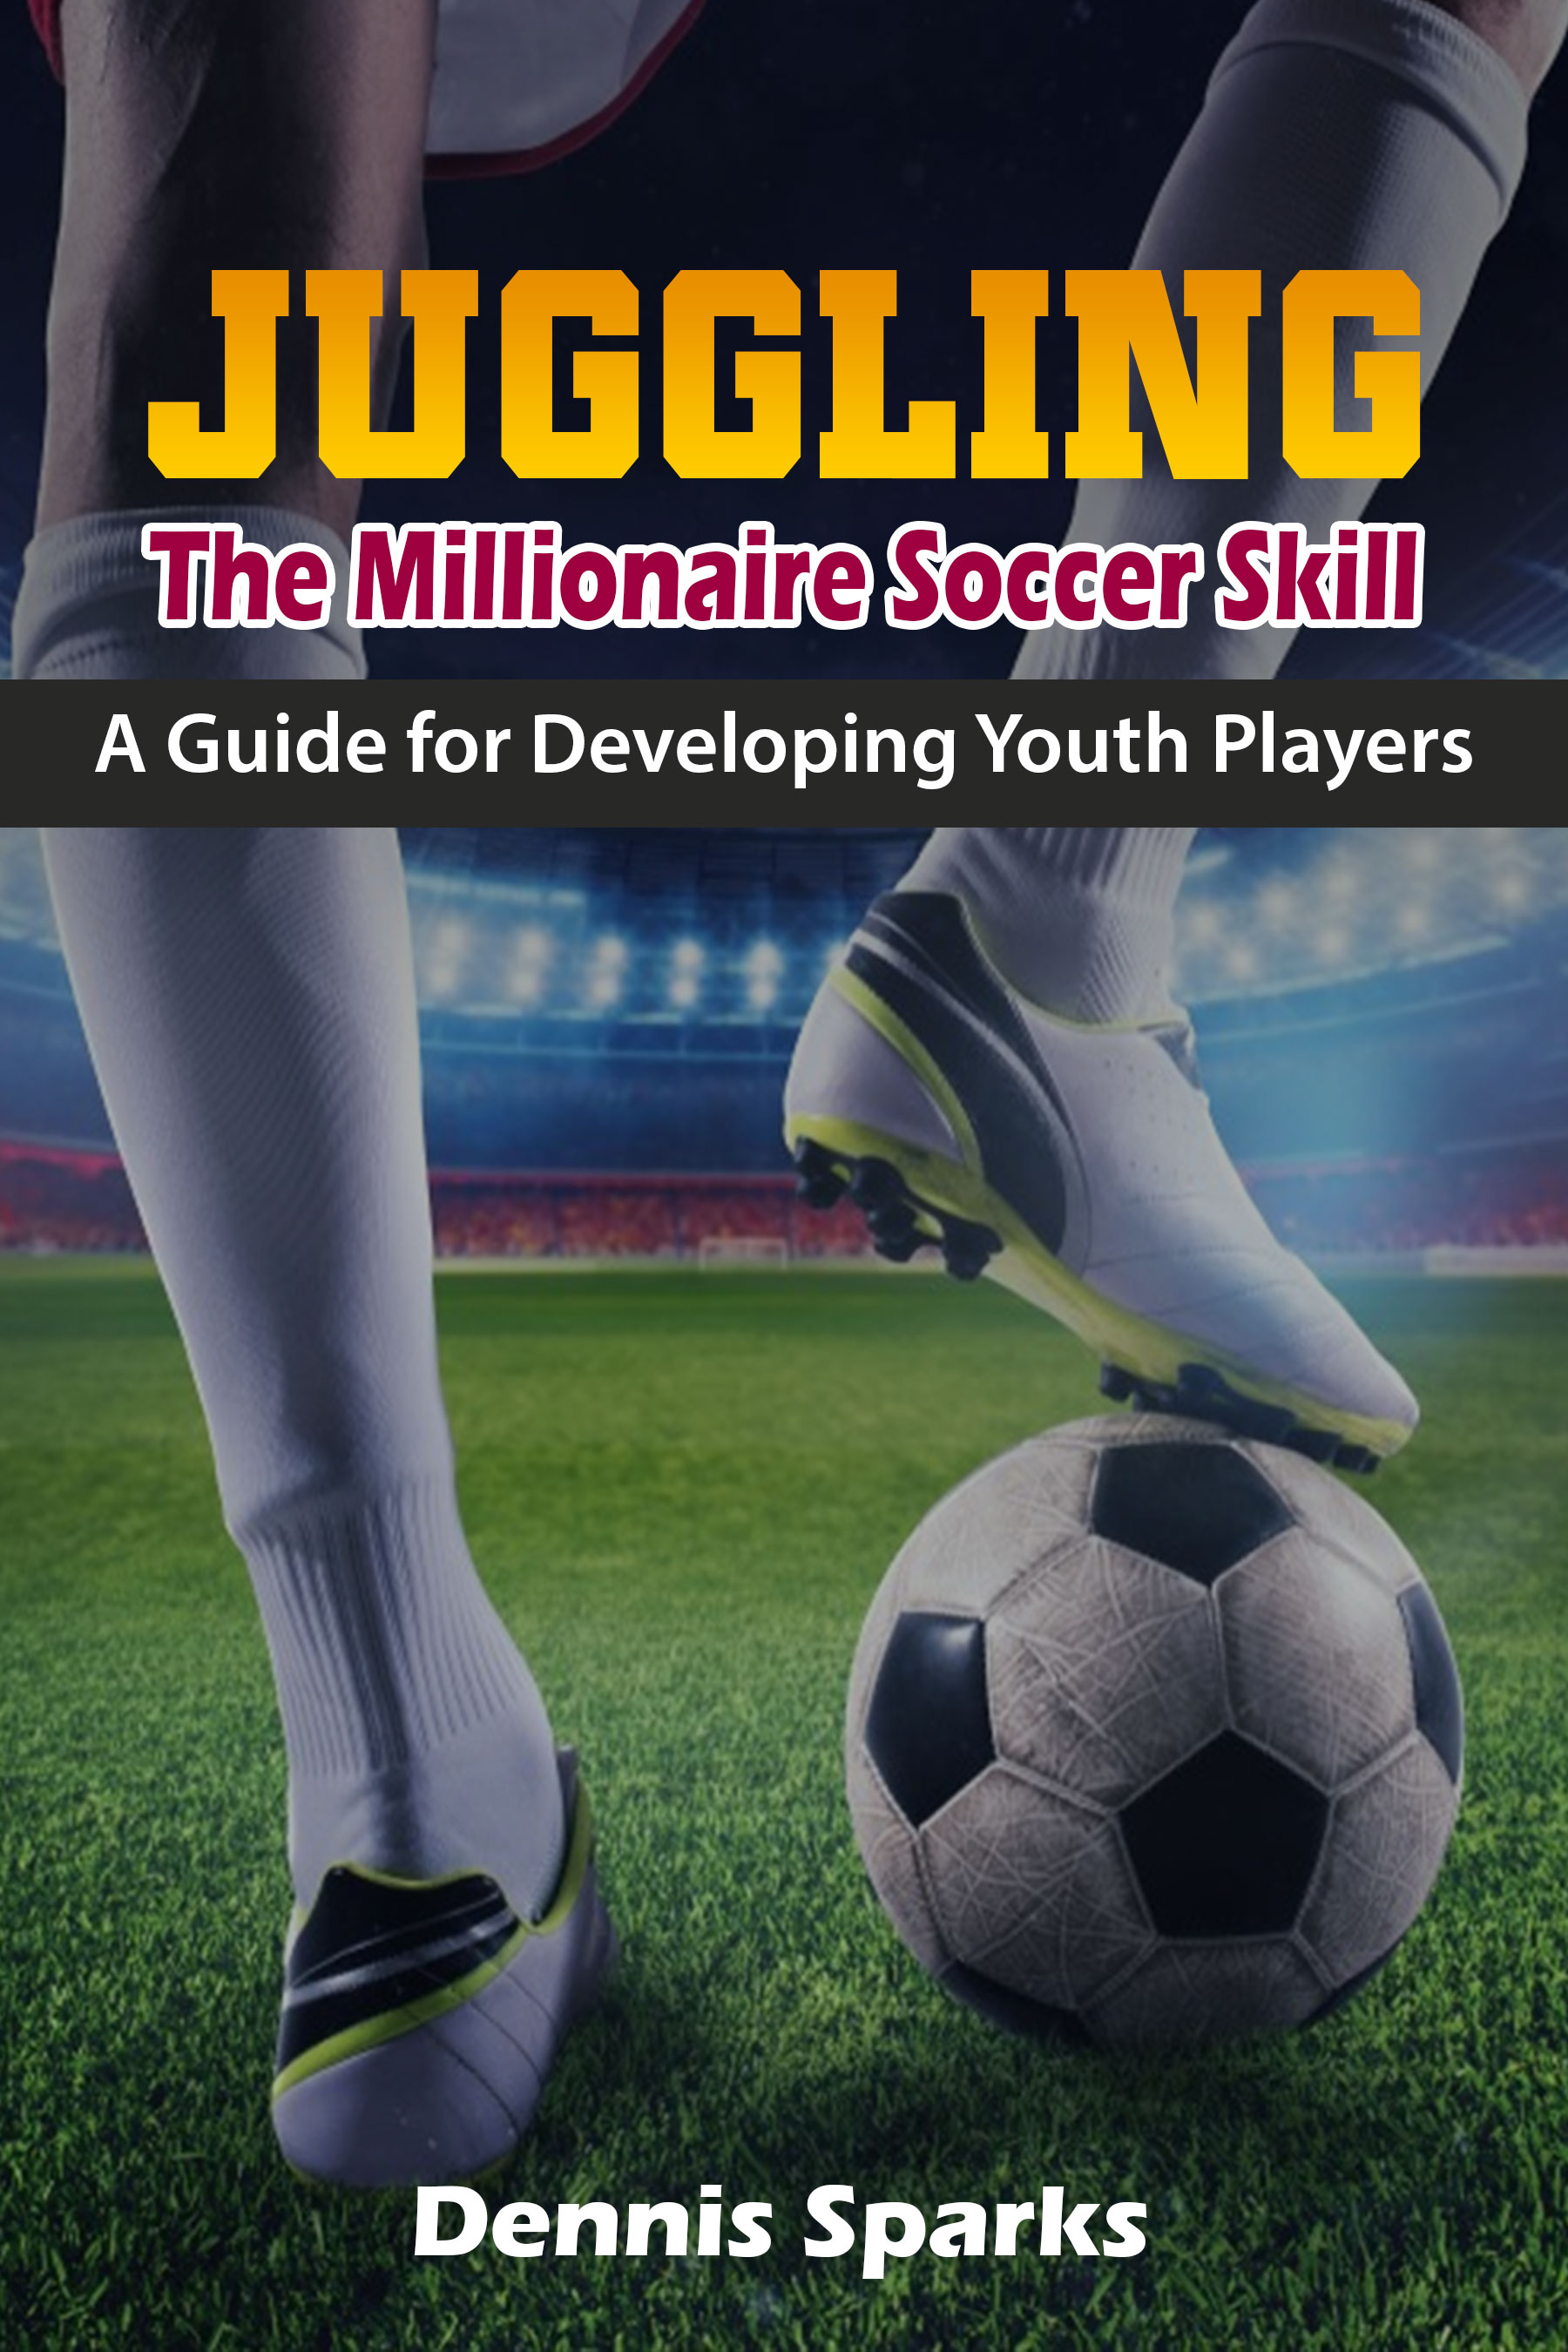 JUGGLING
The Millionaire Soccer Skill
A Guide for Developing Youth Players
Dennis Sparks